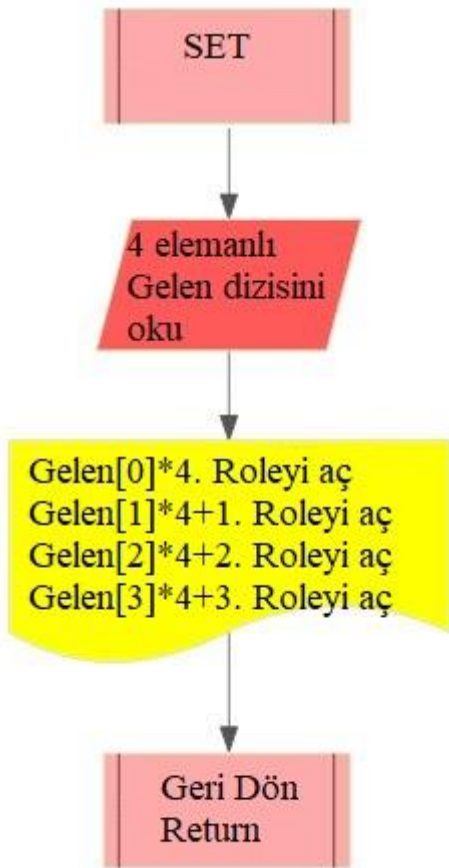 SET
4 elemanlı
Gelen dizisini
oku
Gelen[0]*4. Roleyi aç
Gelen[1]*4+1. Roleyi aç
Gelen[2]*4+2. Roleyi aç
Gelen[3]*4+3. Roleyi aç
Geri Dön
Return